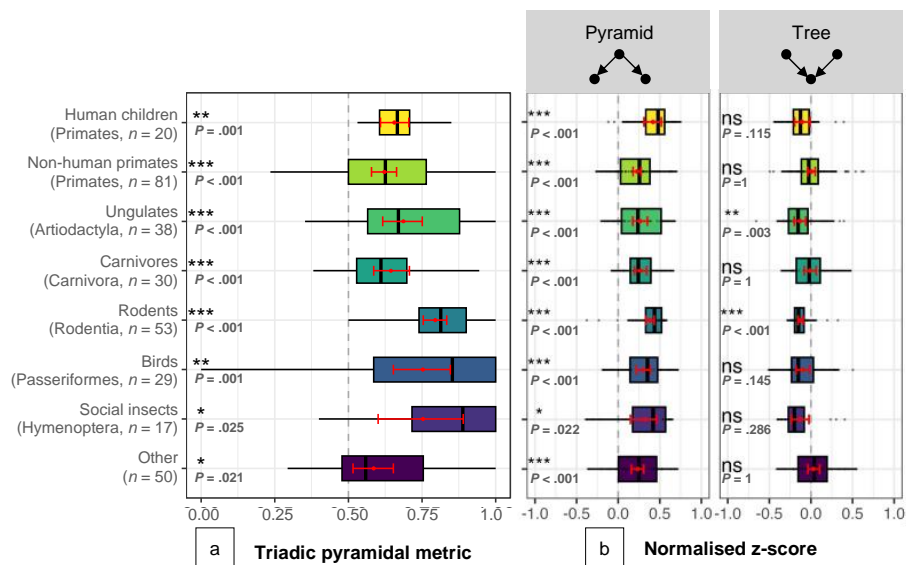 Pyramid
Tree
Human children
(Primates, n = 20)
**
P = .001
***
P < .001
ns
P = .115
Non-human primates
(Primates, n = 81)
***
P < .001
***
P < .001
ns
P =1
Ungulates
(Artiodactyla, n = 38)
***
P < .001
***
P < .001
**
P = .003
Carnivores
(Carnivora, n = 30)
***
P < .001
***
P < .001
ns
P = 1
Rodents
(Rodentia, n = 53)
***
P < .001
***
P < .001
***
P < .001
Birds
(Passeriformes, n = 29)
**
P = .001
***
P < .001
ns
P = .145
Social insects
(Hymenoptera, n = 17)
*
P = .025
*
P = .022
ns
P = .286
Other
(n = 50)
*
P = .021
***
P < .001
ns
P = 1
0.00 0.25 0.50 0.75 1.0
-1.0 -0.5 0.0 0.5 1.0
-1.0 -0.5 0.0 0.5 1.0
a Triadic pyramidal metric
b Normalised z-score